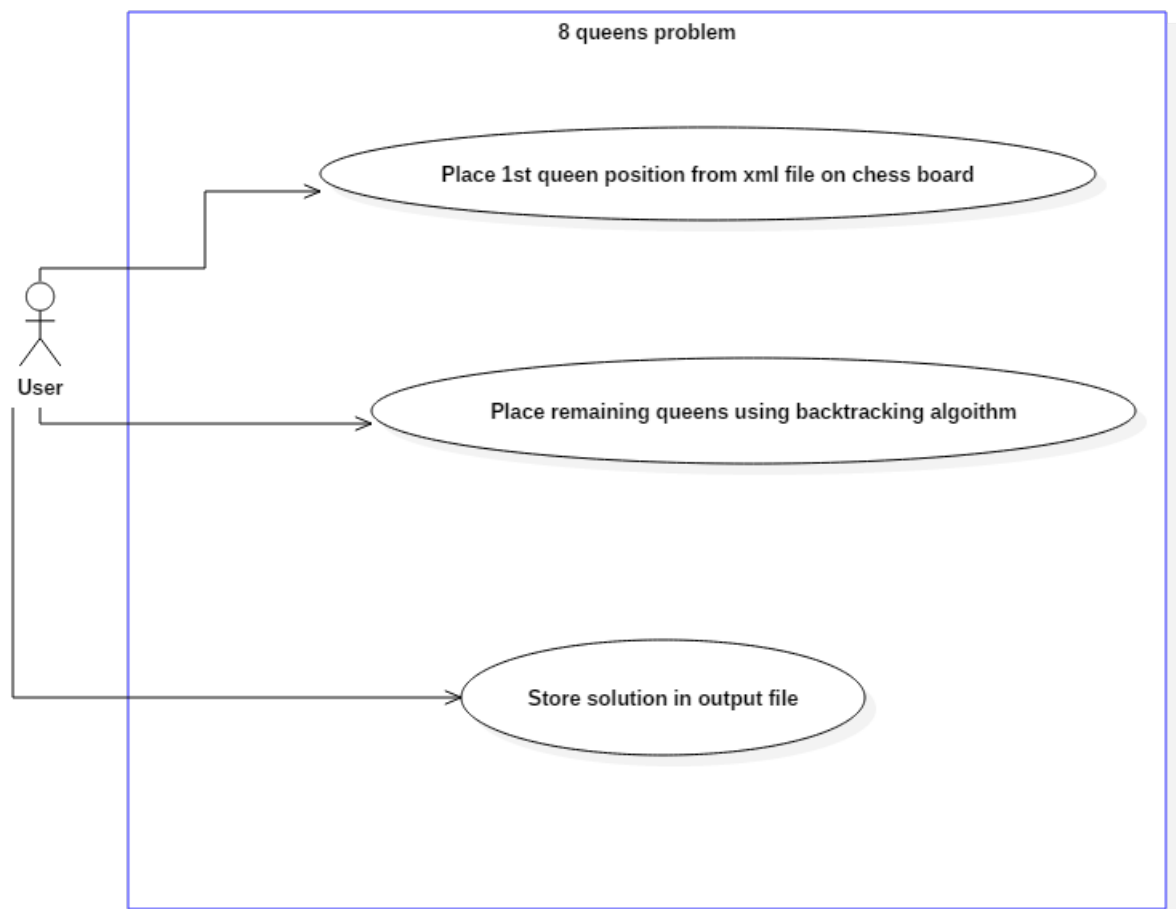 8 queens problem
Place 1st queen position from xml file on chess board
User
Place remaining queens using backtracking algoithm
Store solution in output file